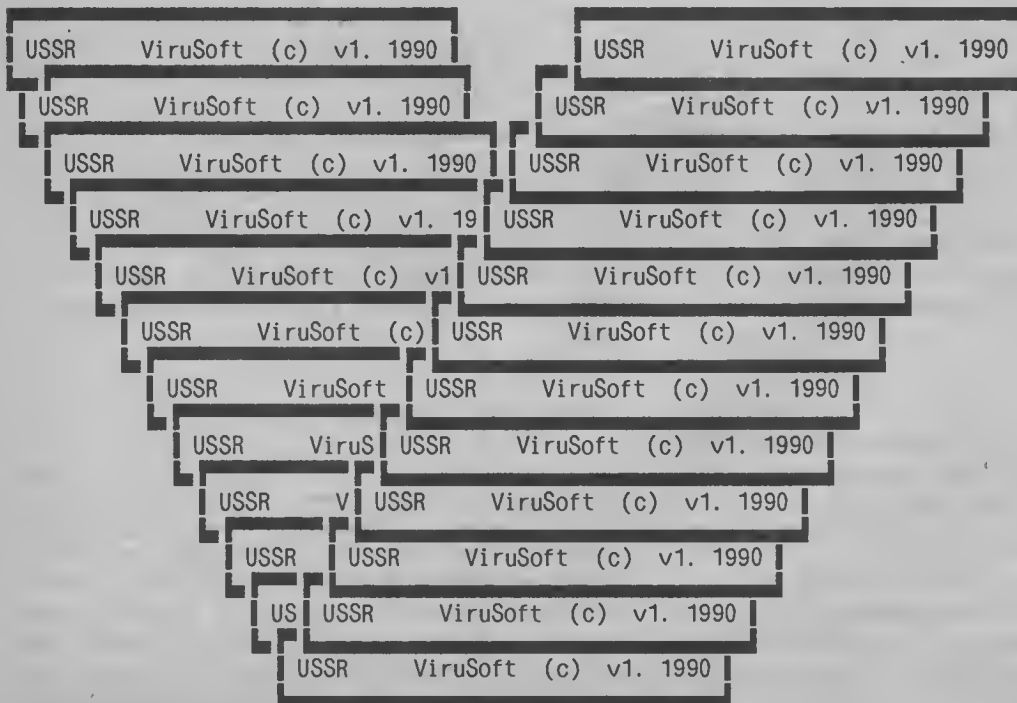 USSR ViruSoft (c) v1. 1990 USSR ViruSoft (c) v1. 1990
USSR ViruSoft (c) v1. 1990 USSR ViruSoft (c) v1. 1990
USSR ViruSoft (c) v1. 1990 USSR ViruSoft (c) v1. 1990
USSR ViruSoft (c) v1. 19 USSR ViruSoft (c) v1. 1990
USSR ViruSoft (c) v1 USSR ViruSoft (c) v1. 1990
USSR ViruSoft (c) USSR ViruSoft (c) v1. 1990
USSR ViruSoft USSR ViruSoft (c) v1. 1990
USSR ViruS USSR ViruSoft (c) v1. 1990
USSR V USSR ViruSoft (c) v1. 1990
USSR USSR ViruSoft (c) v1. 1990
US USSR ViruSoft (c) v1. 1990
USSR ViruSoft (c) v1. 1990